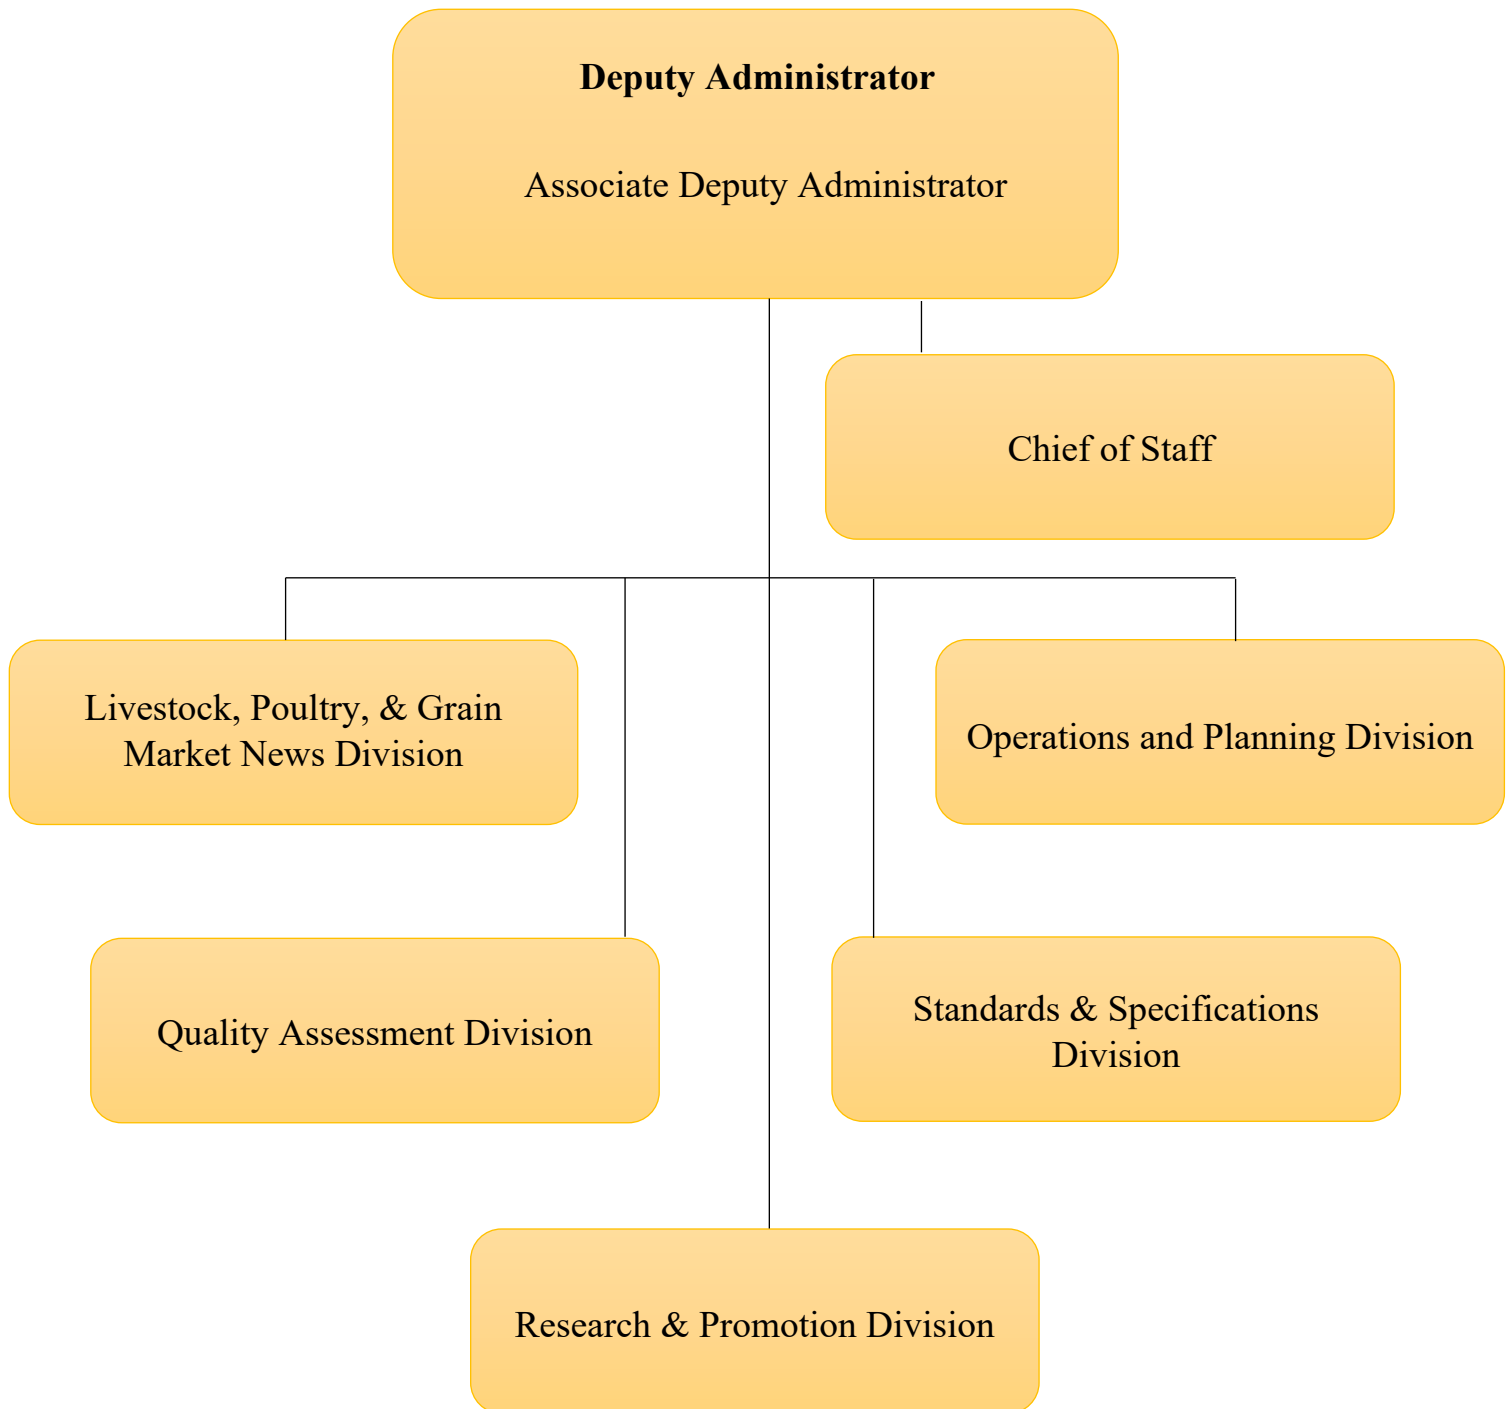 Deputy Administrator
Associate Deputy Administrator
Chief of Staff
Livestock, Poultry, & Grain
Market News Division
Operations and Planning Division
Quality Assessment Division
Standards & Specifications
Division
Research & Promotion Division